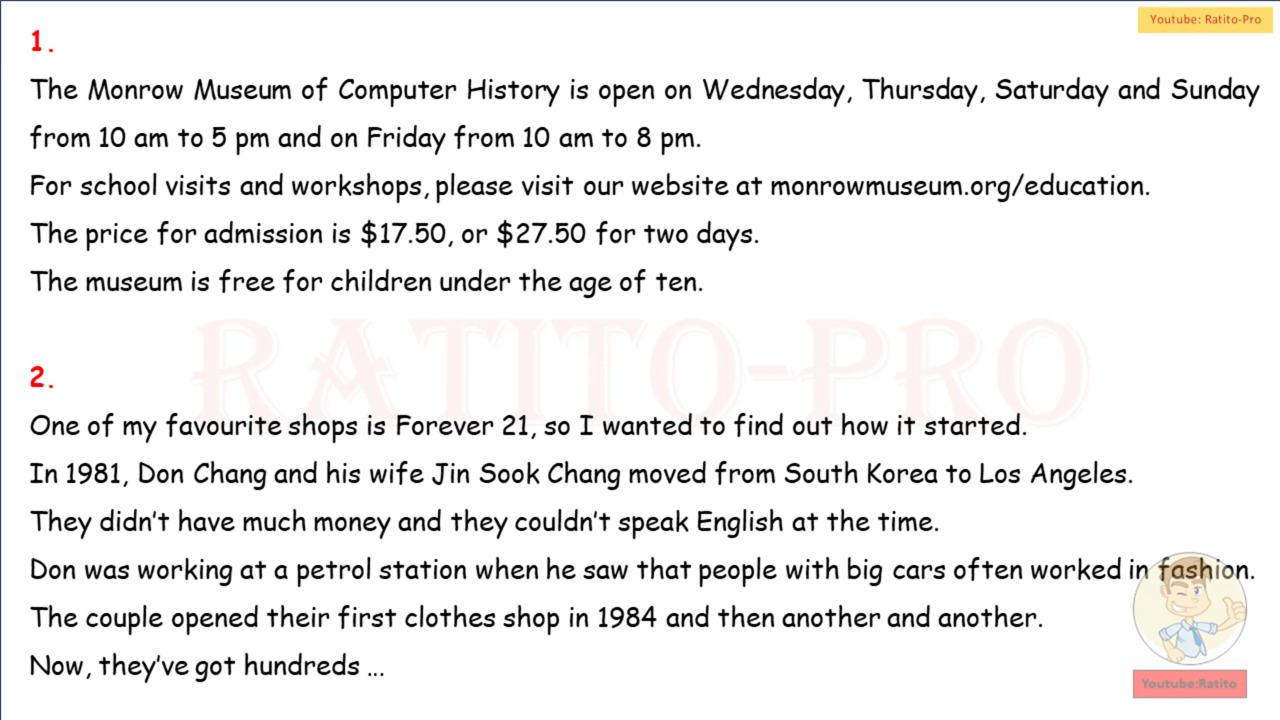 Youtube: Ratito-Pro
1.
The Monrow Museum of Computer History is open on Wednesday, Thursday, Saturday and Sunday
from 10 am to 5 pm and on Friday from 10 am to 8 pm.
For school visits and workshops, please visit our website at monrowmuseum.org/education.
The price for admission is $17.50, or $27.50 for two days.
The museum is free for children under the age of ten.
RATITO-PRO
2.
One of my favourite shops is Forever 21, so I wanted to find out how it started.
In 1981, Don Chang and his wife Jin Sook Chang moved from South Korea to Los Angeles.
They didn't have much money and they couldn't speak English at the time.
Don was working at a petrol station when he saw that people with big cars often worked in fashion.
The couple opened their first clothes shop in 1984 and then another and another.
Now, they've got hundreds ...
Youtube:Ratito